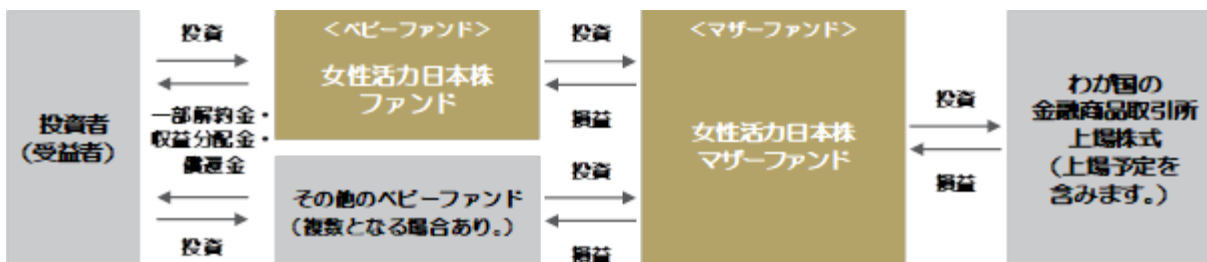 投資者
(受益者)
投資
一部解約金・
収益分配金・
償還金
投資
<ベビーファンド>
女性活力日本株
ファンド
その他のベビーファンド
(複数となる場合あり。)
投資
損益
投資
損益
<マザーファンド>
女性活力日本株
マザーファンド
投資
損益
わが国の
金融商品取引所
上場株式
(上場予定を
含みます。)